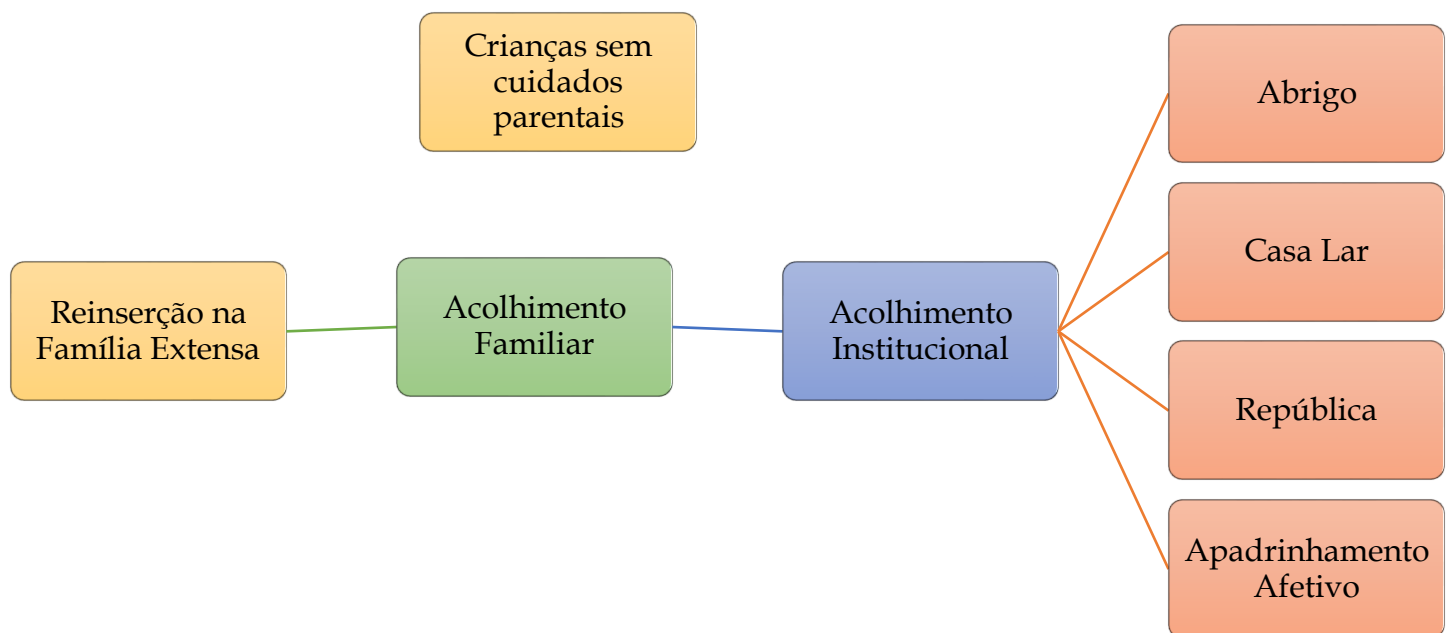 Crianças sem
cuidados
parentais
Reinserção na
Família Extensa
Acolhimento
Familiar
Acolhimento
Institucional
Abrigo
Casa Lar
República
Apadrinhamento
Afetivo